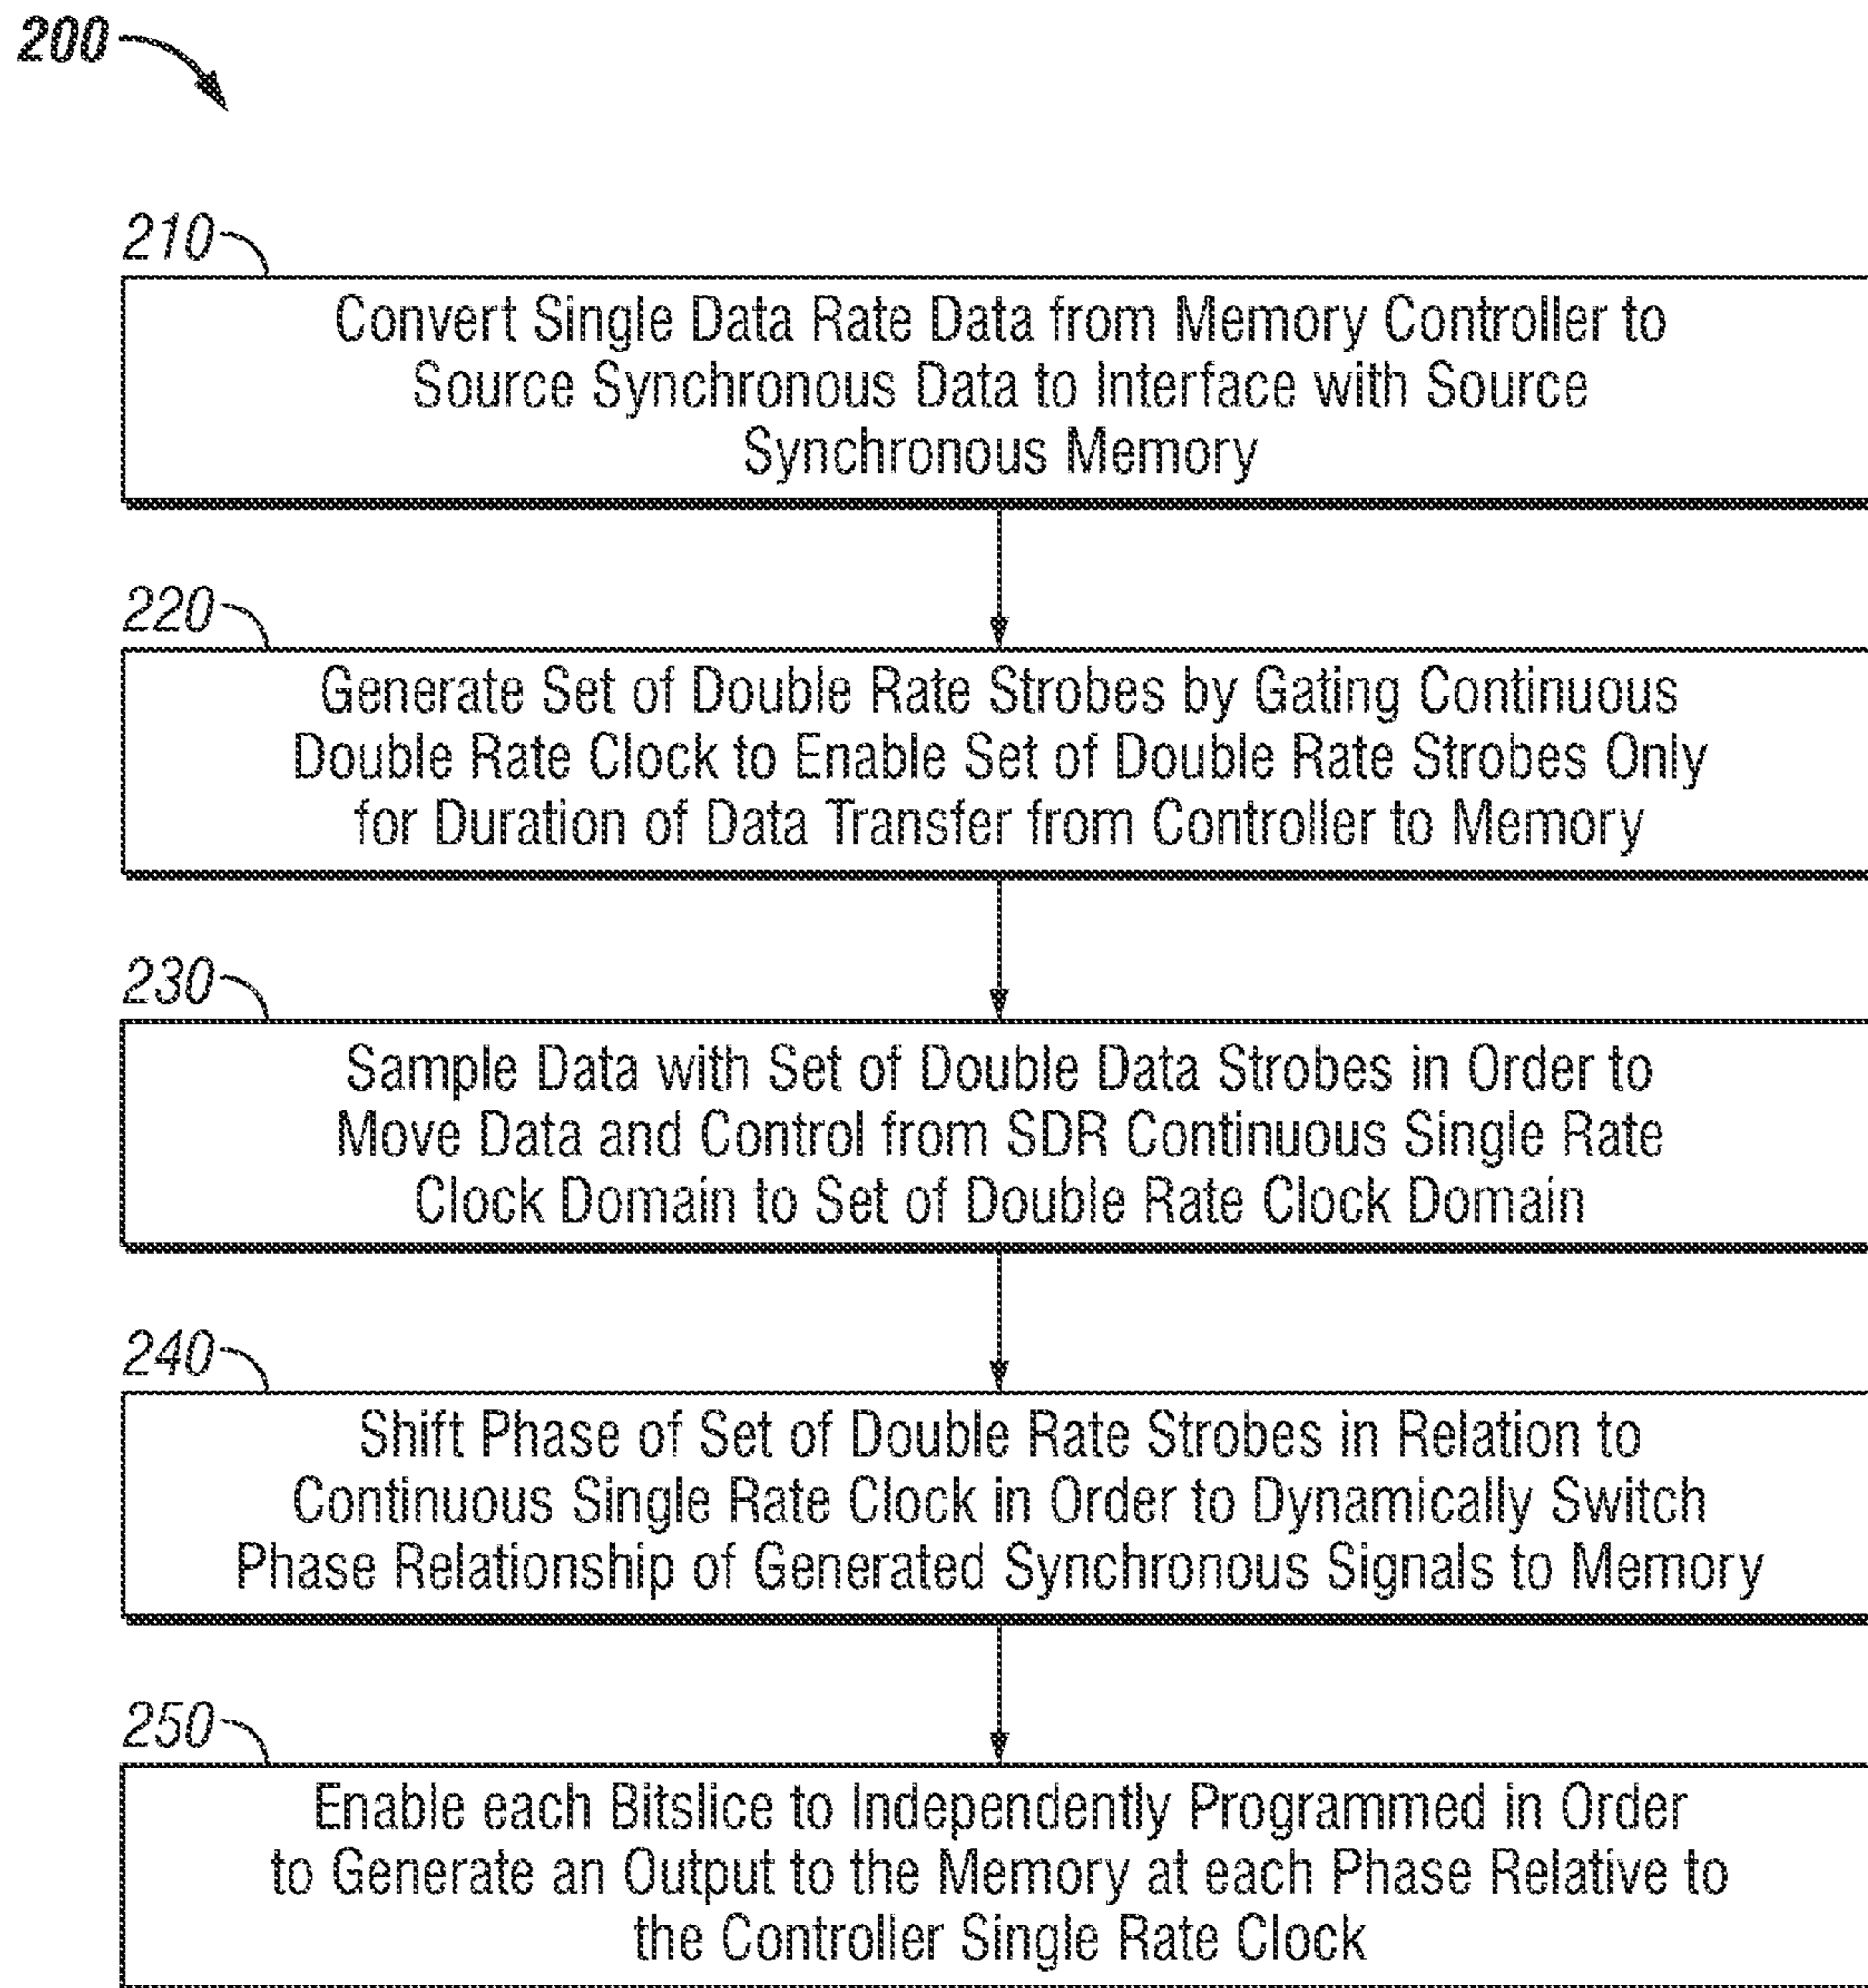 200
210
Convert Single Data Rate Data from Memory Controller to
Source Synchronous Data to Interface with Source
Synchronous Memory
220
Generate Set of Double Rate Strobes by Gating Continuous
Double Rate Clock to Enable Set of Double Rate Strobes Only
for Duration of Data Transfer from Controller to Memory
230
Sample Data with Set of Double Data Strobes in Order to
Move Data and Control from SDR Continuous Single Rate
Clock Domain to Set of Double Rate Clock Domain
240
Shift Phase of Set of Double Rate Strobes in Relation to
Continuous Single Rate Clock in Order to Dynamically Switch
Phase Relationship of Generated Synchronous Signals to Memory
250
Enable each Bitslice to Independently Programmed in Order
to Generate an Output to the Memory at each Phase Relative to
the Controller Single Rate Clock